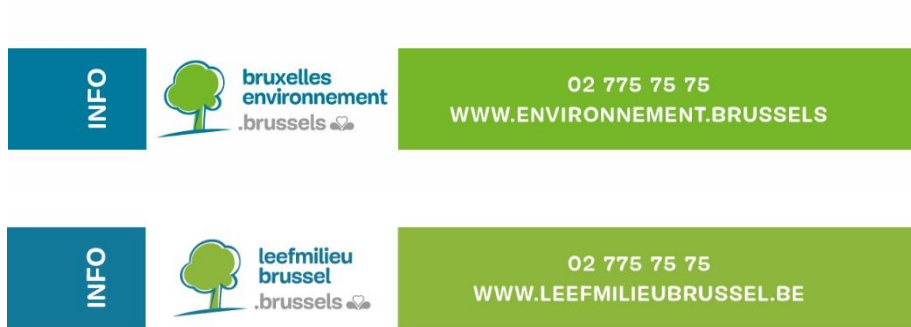 INFO
bruxelles
environnement
.brussels
02 775 75 75
WWW.ENVIRONNEMENT.BRUSSELS
INFO
leefmilieu
brussel
.brussels
02 775 75 75
WWW.LEEFMILIEUBRUSSEL.BE